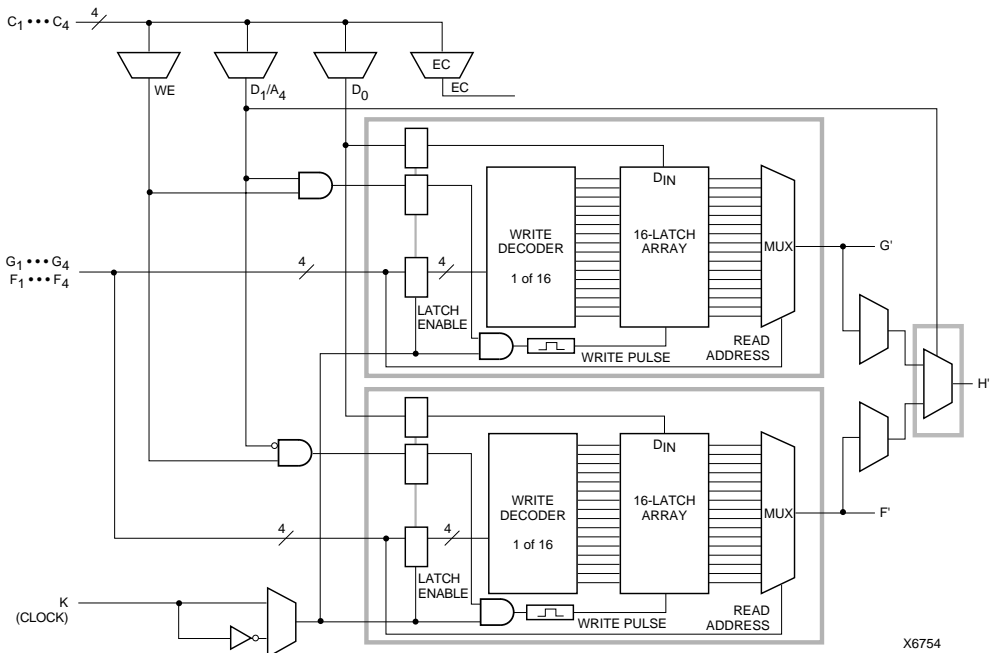 C1 ••• C4
4
EC
WE
D1/A4
D0
EC
DIN
WRITE
DECODER
1 of 16
16-LATCH
ARRAY
MUX
G'
G1 ••• G4
F1 ••• F4
4
4
LATCH
ENABLE
WRITE PULSE
READ
ADDRESS
H'
DIN
WRITE
DECODER
1 of 16
16-LATCH
ARRAY
MUX
F'
4
4
LATCH
ENABLE
WRITE PULSE
READ
ADDRESS
K
(CLOCK)
X6754